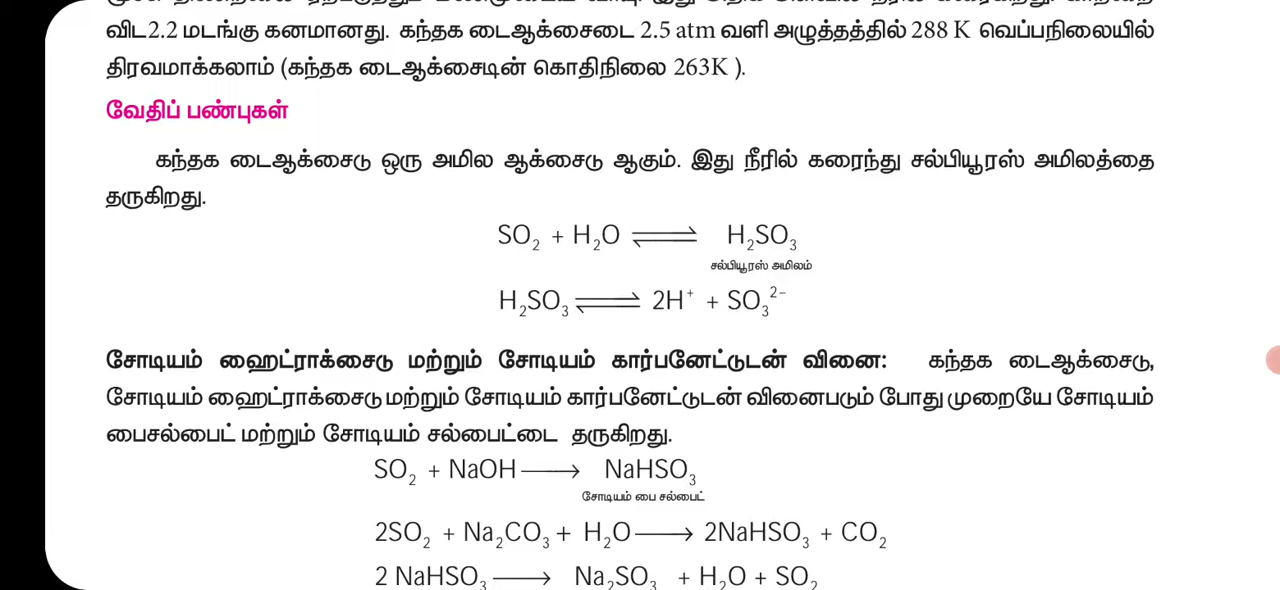 விட2.2 மடங்கு கனமானது. கந்தக டைஆக்சைடை 2.5 atm வளி அழுத்தத்தில் 288 K வெப்பநிலையில்
திரவமாக்கலாம் (கந்தக டைஆக்சைடின் கொதிநிலை 263K ).
வேதிப் பண்புகள்
கந்தக டைஆக்சைடு ஒரு அமில ஆக்சைடு ஆகும். இது நீரில் கரைந்து சல்பியூரஸ் அமிலத்தை
தருகிறது.
SO₂ + H₂O ⇌ H₂SO₃
சல்பியூரஸ் அமிலம்
H₂SO₃ ⇌ 2H⁺ + SO₃²⁻
சோடியம் ஹைட்ராக்சைடு மற்றும் சோடியம் கார்பனேட்டுடன் வினை: கந்தக டைஆக்சைடு,
சோடியம் ஹைட்ராக்சைடு மற்றும் சோடியம் கார்பனேட்டுடன் வினைபடும் போது முறையே சோடியம்
பைசல்பைட் மற்றும் சோடியம் சல்பைட்டை தருகிறது.
SO₂ + NaOH ⟶ NaHSO₃
சோடியம் பை சல்பைட்
2SO₂ + Na₂CO₃ + H₂O ⟶ 2NaHSO₃ + CO₂
2 NaHSO₃ ⟶ Na₂SO₃ + H₂O + SO₂